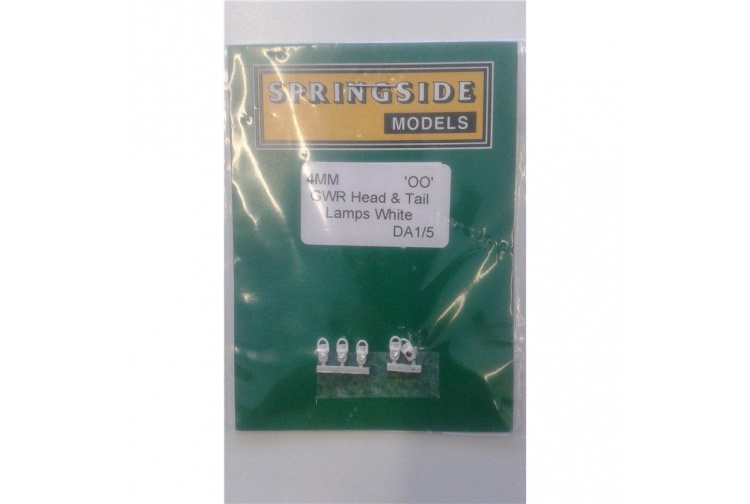 SPRINGSIDE
MODELS
4MM 'OO'
GWR Head & Tail
Lamps White
DA1/5